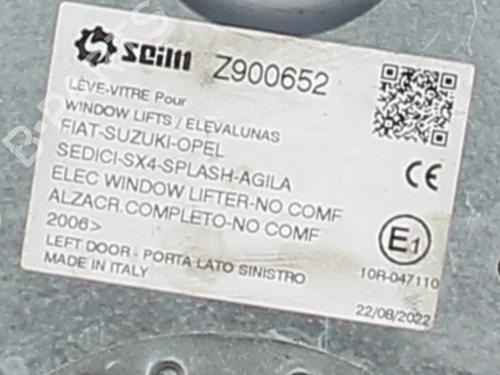 seim Z900652
LÈVE-VITRE Pour
WINDOW LIFTS / ELEVALUNAS
FIAT-SUZUKI-OPEL
SEDICI-SX4-SPLASH-AGILA
ELEC WINDOW LIFTER-NO COMF
ALZACR.COMPLETO-NO COMF
2006>
LEFT DOOR - PORTA LATO SINISTRO
MADE IN ITALY
CE
E1
10R-047110
22/08/2022